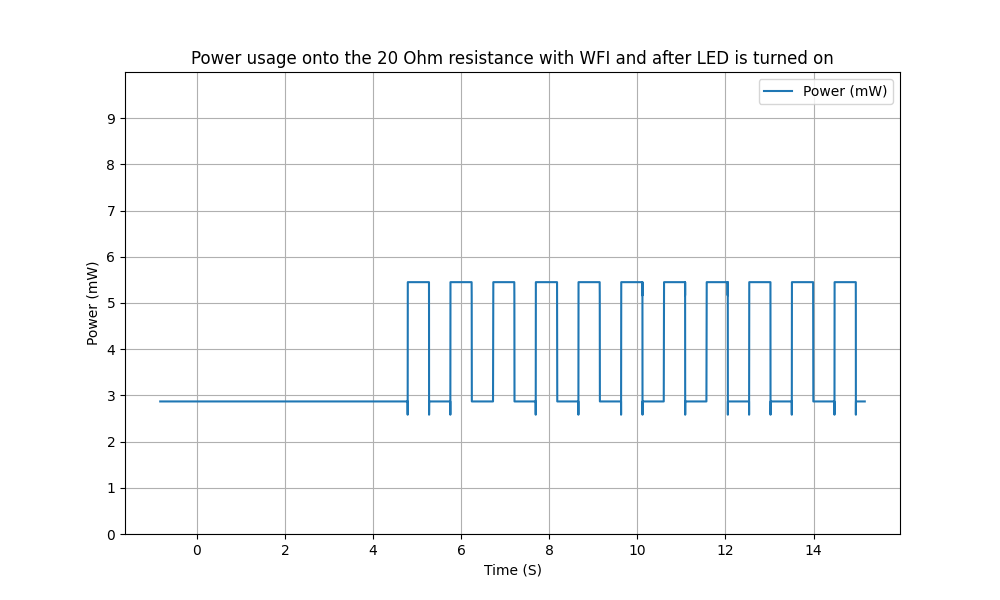 Power usage onto the 20 Ohm resistance with WFI and after LED is turned on
Power (mW)
9
8
7
6
5
4
3
2
1
0
Power (mW)
0 2 4 6 8 10 12 14
Time (S)